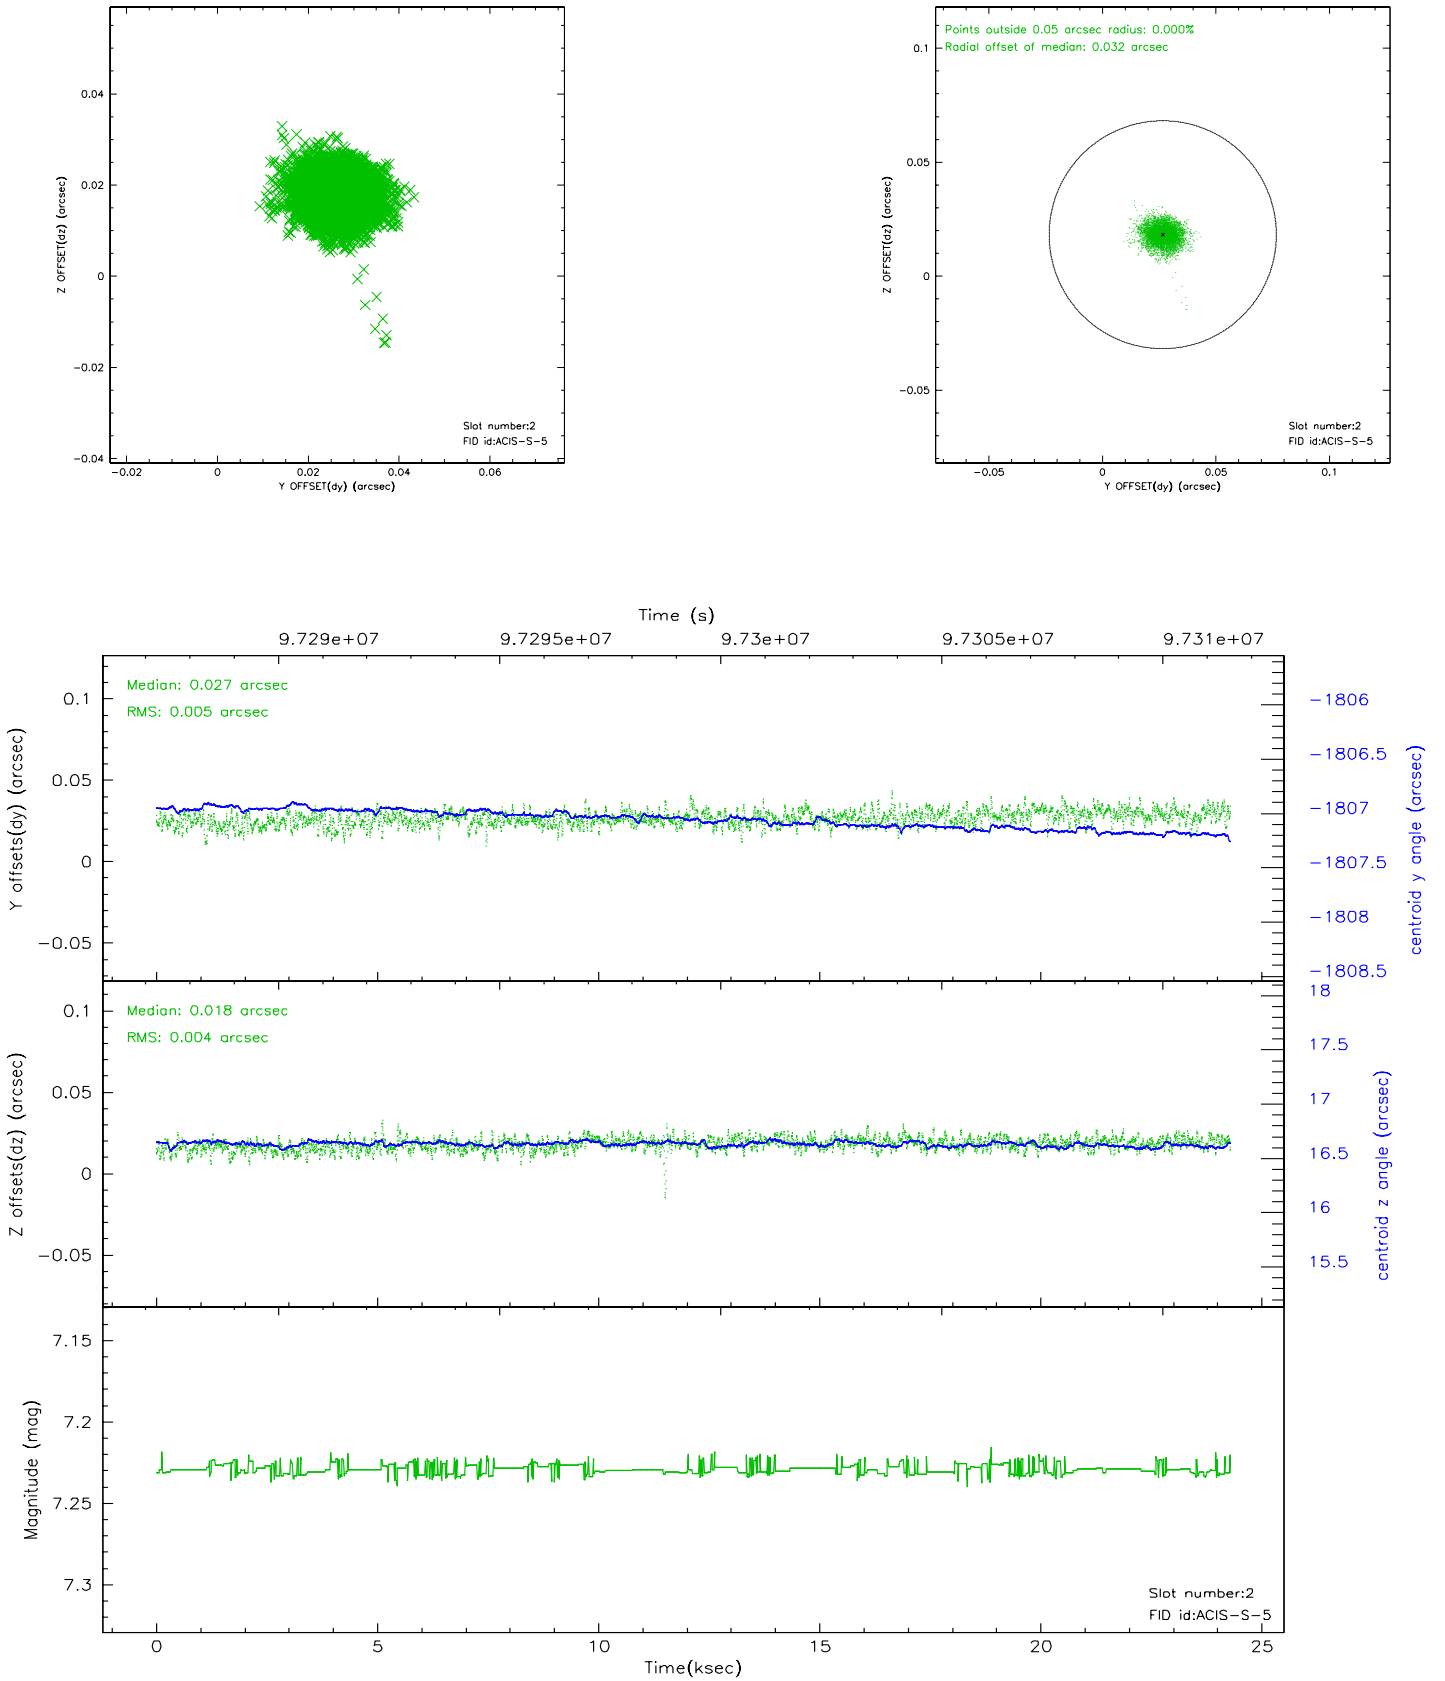 0.04
0.02
0
−0.02
−0.04
Z OFFSET(dz) (arcsec)
Slot number:2
FID id:ACIS−S−5
−0.02 0 0.02 0.04 0.06
Y OFFSET(dy) (arcsec)
Points outside 0.05 arcsec radius: 0.000%
Radial offset of median: 0.032 arcsec
0.1
0.05
0
−0.05
Z OFFSET(dz) (arcsec)
Slot number:2
FID id:ACIS−S−5
−0.05 0 0.05 0.1
Y OFFSET(dy) (arcsec)
Time (s)
9.729e+07 9.7295e+07 9.73e+07 9.7305e+07 9.731e+07
Median: 0.027 arcsec
RMS: 0.005 arcsec
0.1
0.05
0
−0.05
Y offsets(dy) (arcsec)
−1806
−1806.5
−1807
−1807.5
−1808
−1808.5
centroid y angle (arcsec)
Median: 0.018 arcsec
RMS: 0.004 arcsec
0.1
0.05
0
−0.05
Z offsets(dz) (arcsec)
18
17.5
17
16.5
16
15.5
centroid z angle (arcsec)
7.15
7.2
7.25
7.3
Magnitude (mag)
Slot number:2
FID id:ACIS−S−5
0 5 10 15 20 25
Time(ksec)